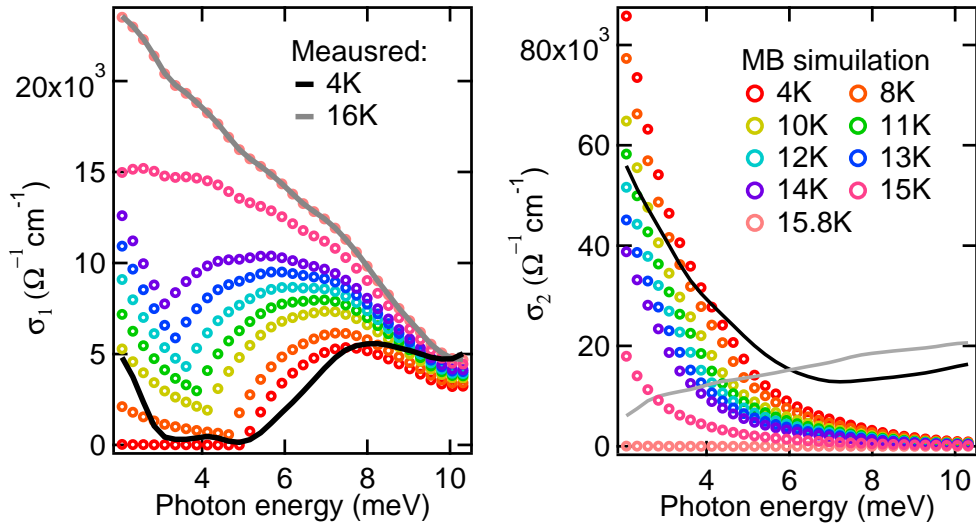 Meausred:
4K
16K
20x10³
15
10
5
0
σ₁ (Ω⁻¹cm⁻¹)
4
6
8
10
Photon energy (meV)
80x10³
60
40
20
0
σ₂ (Ω⁻¹cm⁻¹)
MB simuilation
4K 8K
10K 11K
12K 13K
14K 15K
15.8K
4
6
8
10
Photon energy (meV)